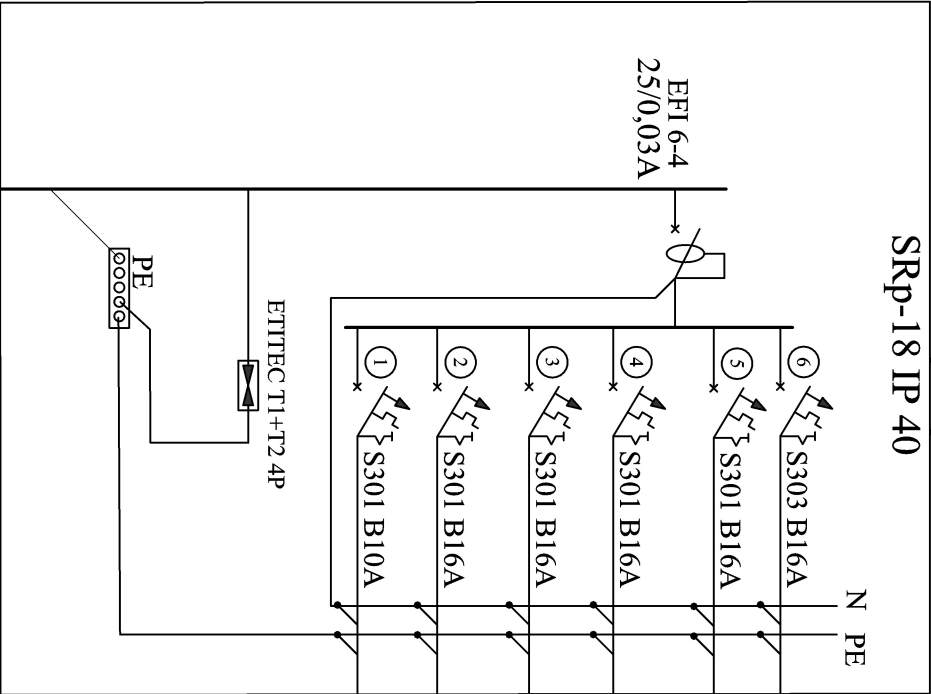 SRp-18 IP 40
EFI 6-4
25/0,03A
PE
ETITEC T1+T2 4P
6
S303 B16A
5
S301 B16A
4
S301 B16A
3
S301 B16A
2
S301 B16A
1
S301 B10A
N
PE